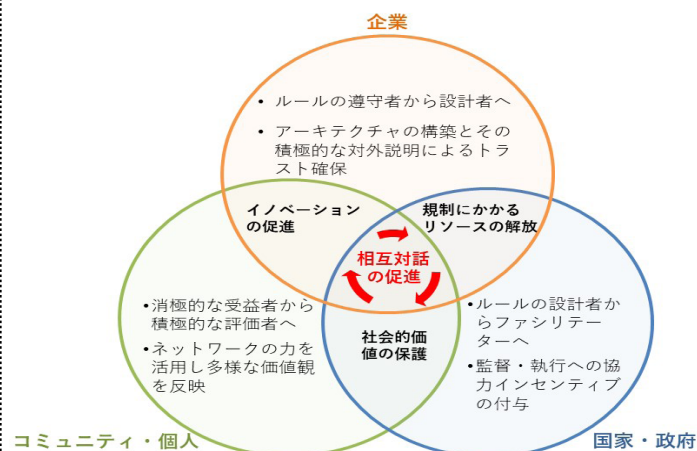 企業
• ルールの遵守者から設計者へ
• アーキテクチャの構築とその
積極的な対外説明によるトラ
スト確保
イノベーション
の促進
規制にかかる
リソースの解放
相互対話
の促進
•消極的な受益者から
積極的な評価者へ
•ネットワークの力を
活用し多様な価値観
を反映
社会的価
値の保護
•ルールの設計者か
らファシリテー
ターへ
•監督・執行への協
力インセンティブ
の付与
コミュニティ・個人
国家・政府